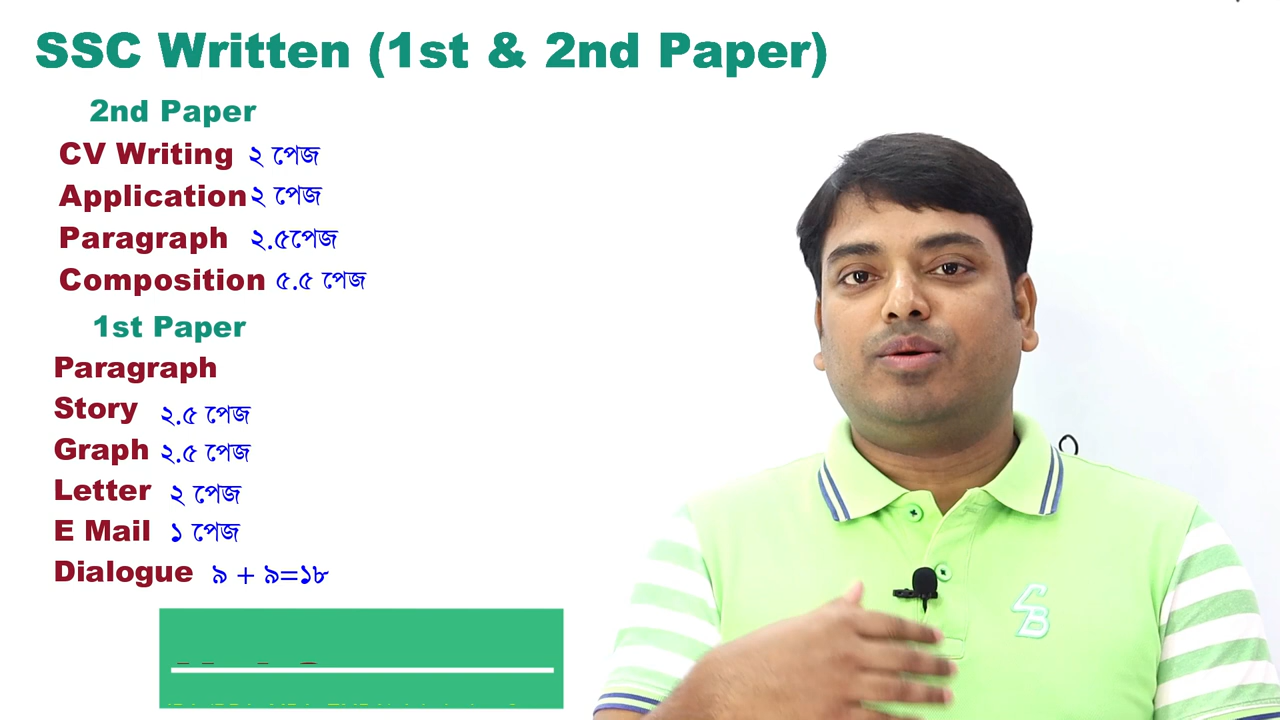 SSC Written (1st & 2nd Paper)
2nd Paper
CV Writing ২ পেজ
Application ২ পেজ
Paragraph ২.৫পেজ
Composition ৫.৫ পেজ
1st Paper
Paragraph
Story ২.৫ পেজ
Graph ২.৫ পেজ
Letter ২ পেজ
E Mail ১ পেজ
Dialogue ৯ + ৯=১৮